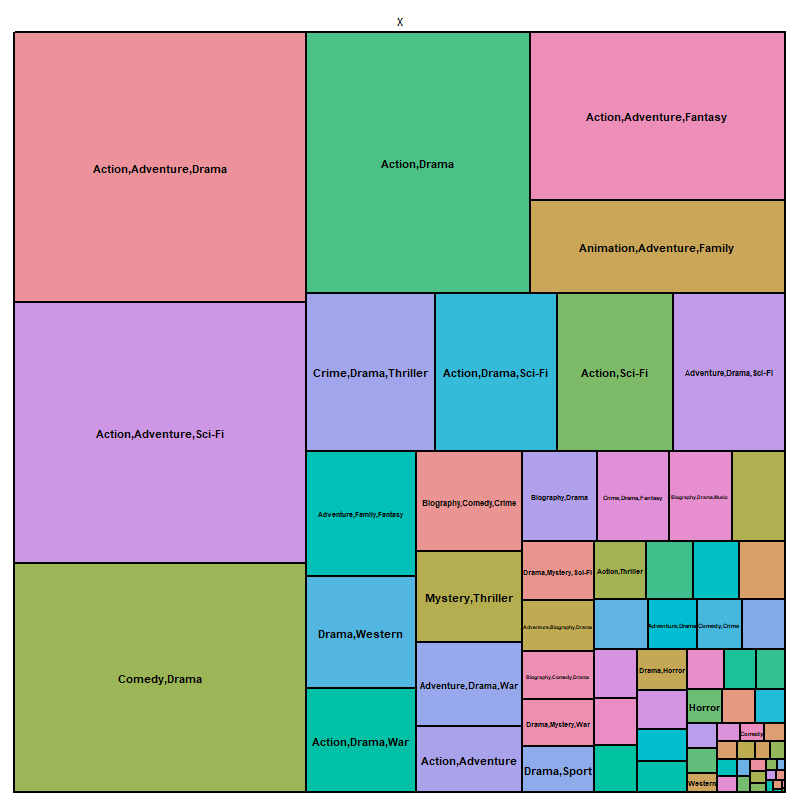 X
Action,Adventure,Drama
Action,Drama
Action,Adventure,Fantasy
Animation,Adventure,Family
Action,Adventure,Sci-Fi
Crime,Drama,Thriller
Action,Drama,Sci-Fi
Action,Sci-Fi
Adventure,Drama,Sci-Fi
Comedy,Drama
Adventure,Family,Fantasy
Biography,Comedy,Crime
Biography,Drama
Crime,Drama,Fantasy
Biography,Drama,Music
Drama,Mystery,Sci-Fi
Action,Thriller
Mystery,Thriller
Drama,Western
Adventure,Biography,Drama
Adventure,Drama
Comedy,Crime
Adventure,Drama,War
Biography,Comedy,Drama
Drama,Horror
Action,Drama,War
Drama,Mystery,War
Horror
Comedy
Action,Adventure
Drama,Sport
Western